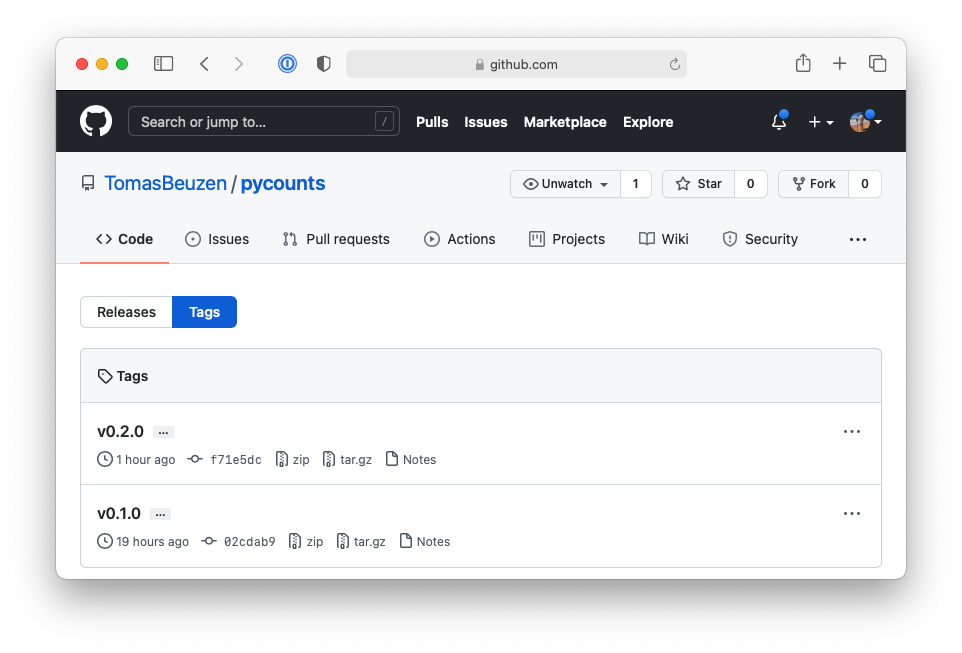 github.com
Search or jump to... /
Pulls Issues Marketplace Explore
TomasBeuzen / pycounts
Unwatch 1 Star 0 Fork 0
Code Issues Pull requests Actions Projects Wiki Security ...
Releases Tags
Tags
v0.2.0 ... ...
1 hour ago f71e5dc zip tar.gz Notes
v0.1.0 ... ...
19 hours ago 02cdab9 zip tar.gz Notes